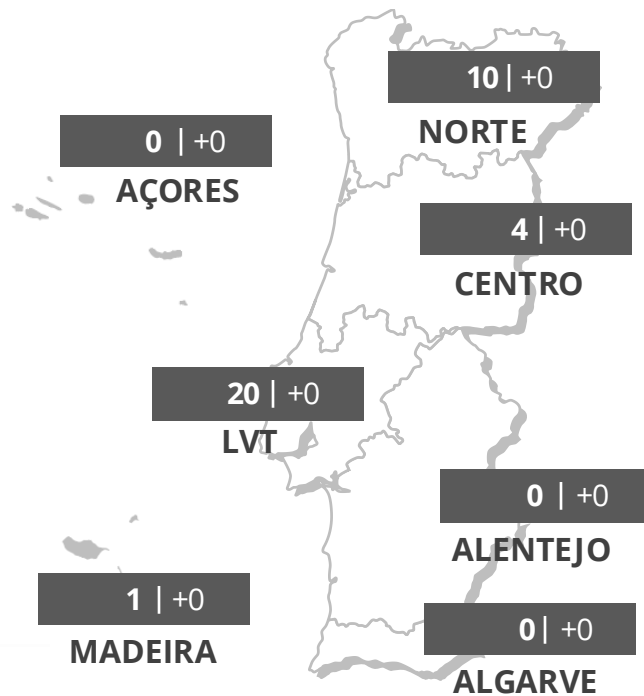 10 | +0
NORTE
0 | +0
AÇORES
4 | +0
CENTRO
20 | +0
LVT
0 | +0
ALENTEJO
1 | +0
MADEIRA
0 | +0
ALGARVE